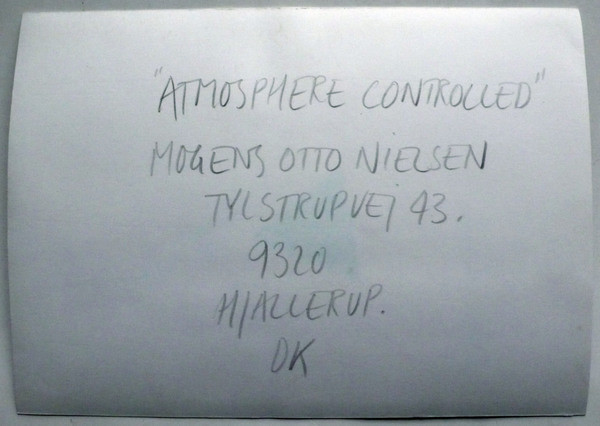 "ATMOSPHERE CONTROLLED"
MOGENS OTTO NIELSEN
TYLSTRUPVEJ 43.
9320
HJALLERUP.
DK